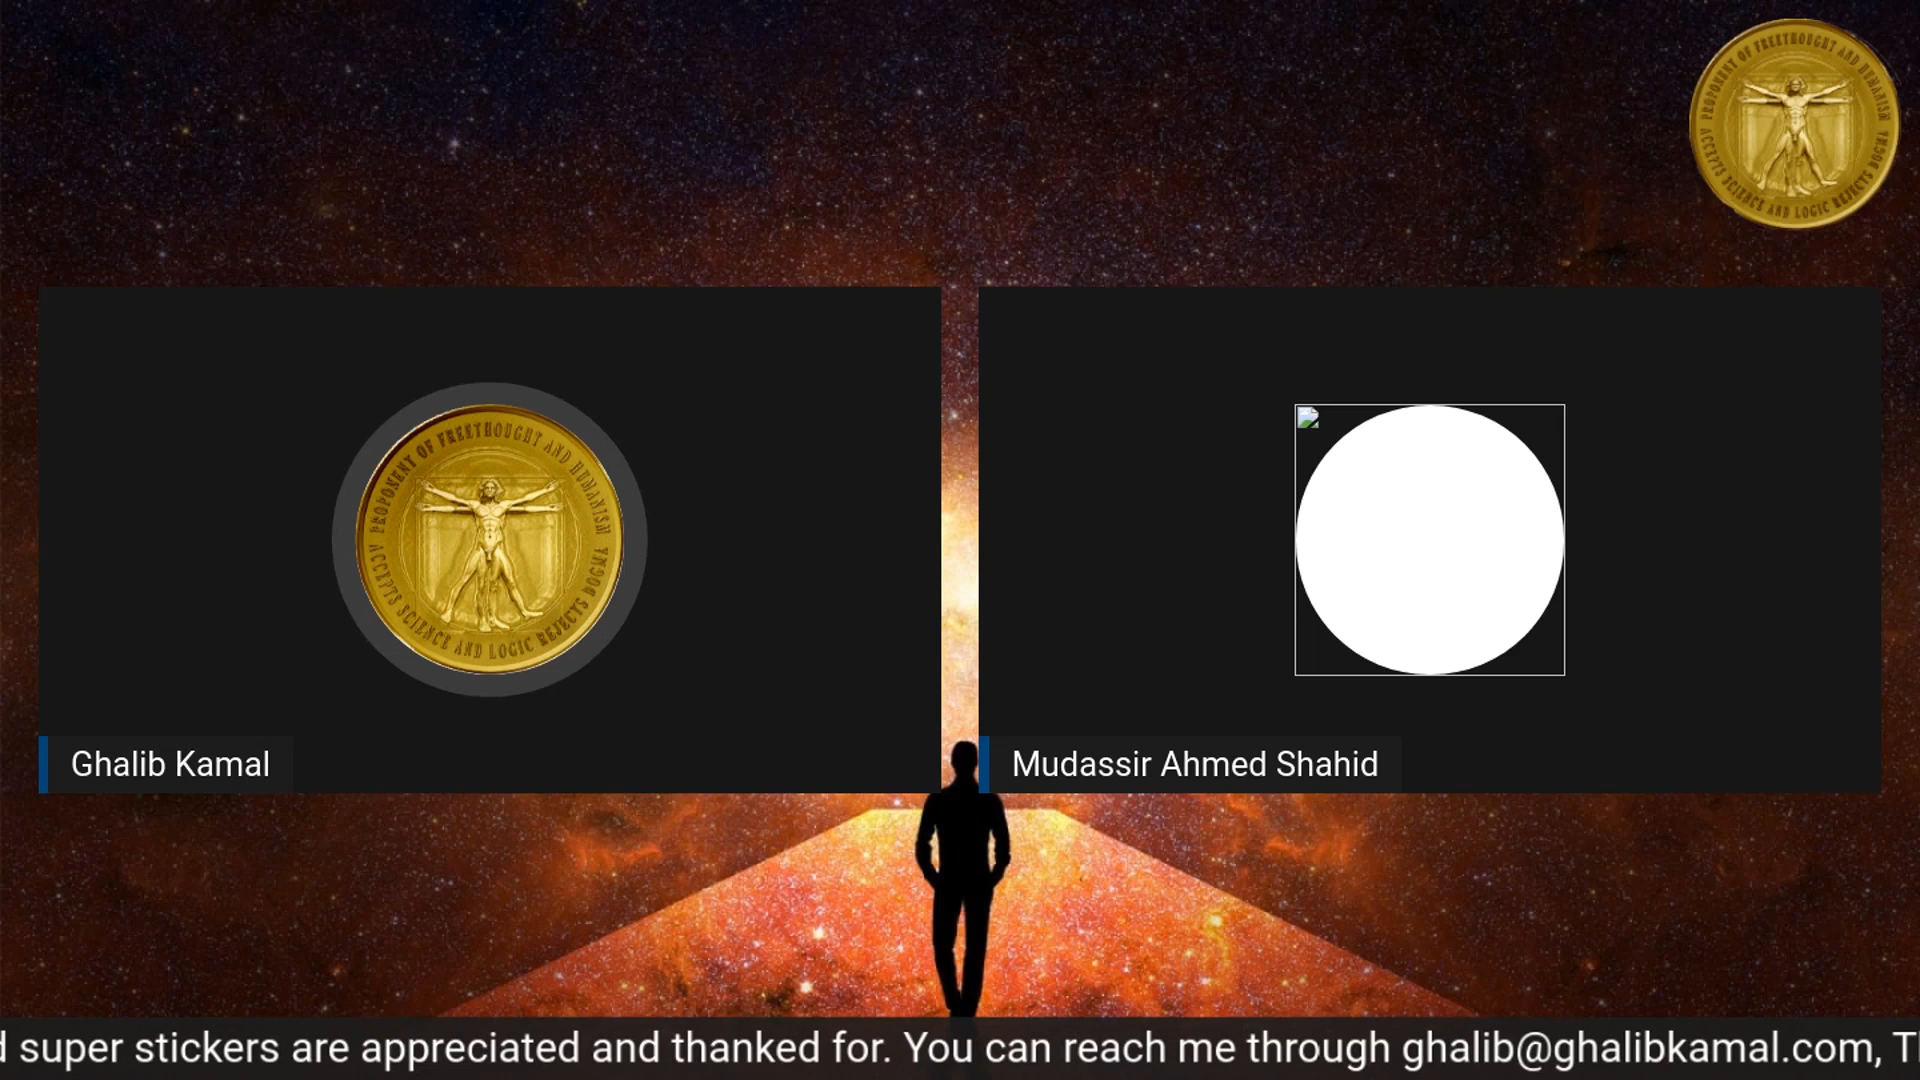 PROPONENT OF FREETHOUGHT AND HUMANISM
ACCEPTS SCIENCE AND LOGIC REJECTS DOGMA
PROPONENT OF FREETHOUGHT AND HUMANISM
ACCEPTS SCIENCE AND LOGIC REJECTS DOGMA
Ghalib Kamal
Mudassir Ahmed Shahid
super stickers are appreciated and thanked for. You can reach me through ghalib@ghalibkamal.com,